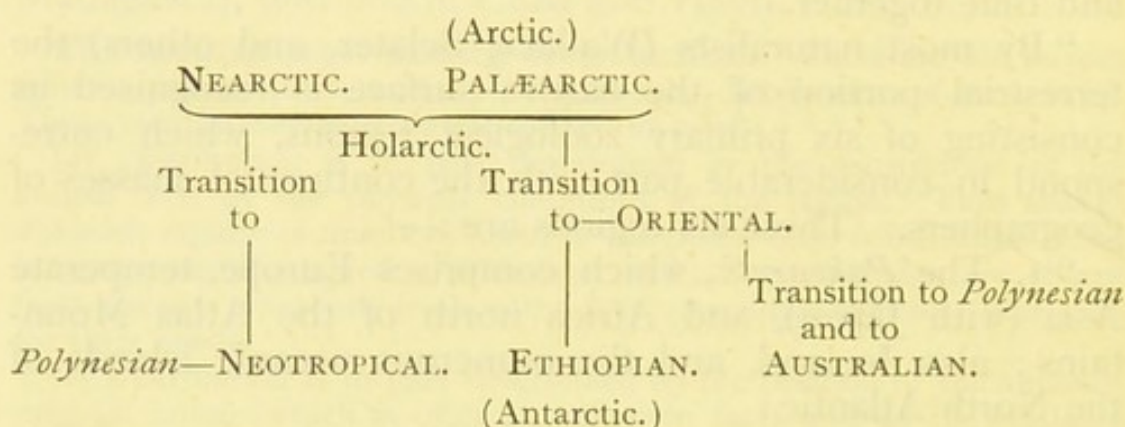 (Arctic.)
NEARCTIC. PALÆARCTIC.
Holarctic.
Transition Transition
to to—ORIENTAL.
Transition to Polynesian
and to
Polynesian—NEOTROPICAL. ETHIOPIAN. AUSTRALIAN.
(Antarctic.)